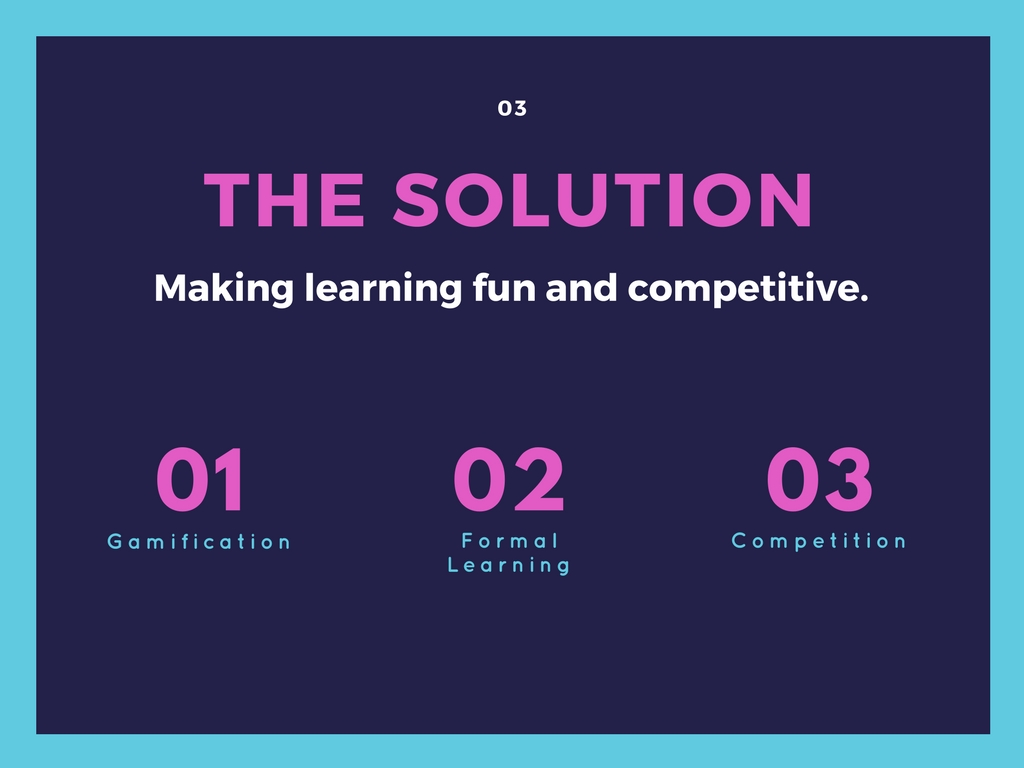 03
THE SOLUTION
Making learning fun and competitive.
01
Gamification
02
Formal
Learning
03
Competition